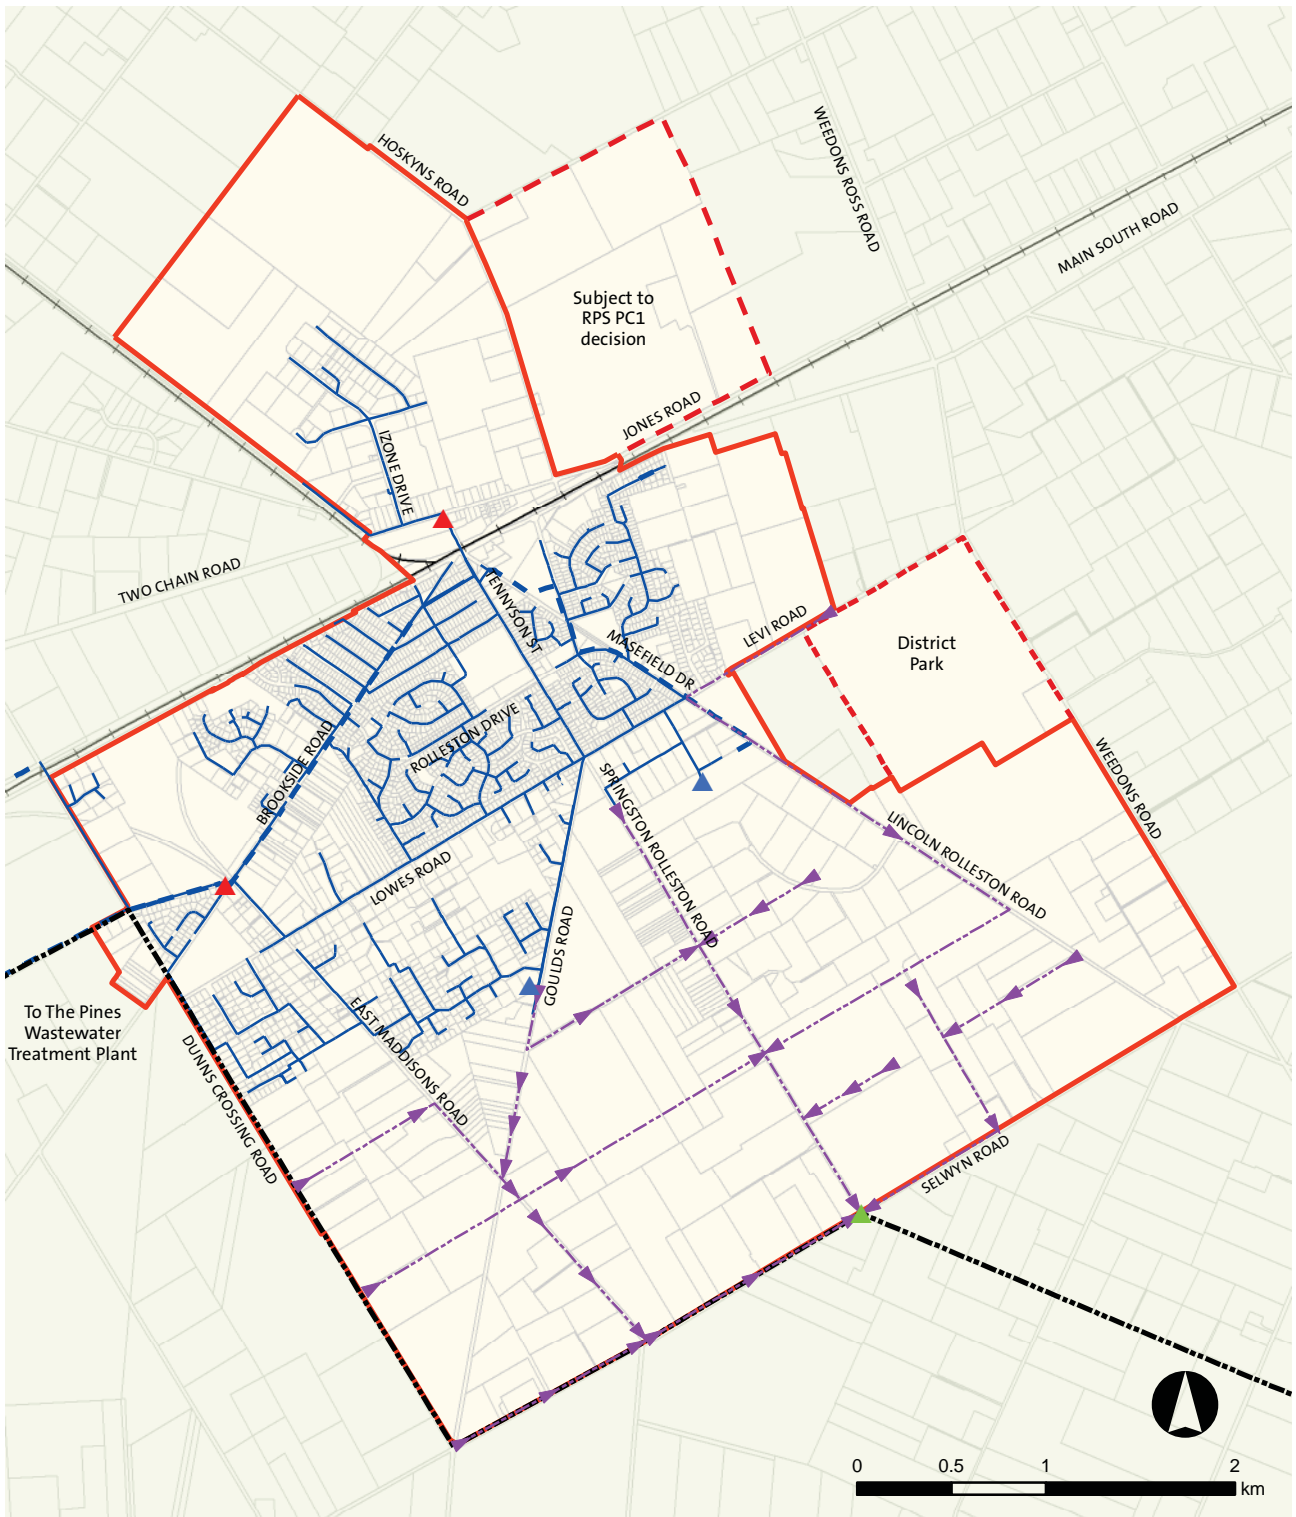 HOSKYNS ROAD
WEEDONS ROSS ROAD
MAIN SOUTH ROAD
Subject to
RPS PC1
decision
JONES ROAD
IZONE DRIVE
TWO CHAIN ROAD
TENNYSON ST
MASEFIELD DR
LEVI ROAD
District
Park
ROLLESTON DRIVE
BROOKSIDE ROAD
WEEDONS ROAD
SPRINGSTON ROLLESTON ROAD
LINCOLN ROLLESTON ROAD
LOWES ROAD
GOULDS ROAD
To The Pines
Wastewater
Treatment Plant
EAST MADDISONS ROAD
DUNNS CROSSING ROAD
SELWYN ROAD
0 0.5 1 2
km